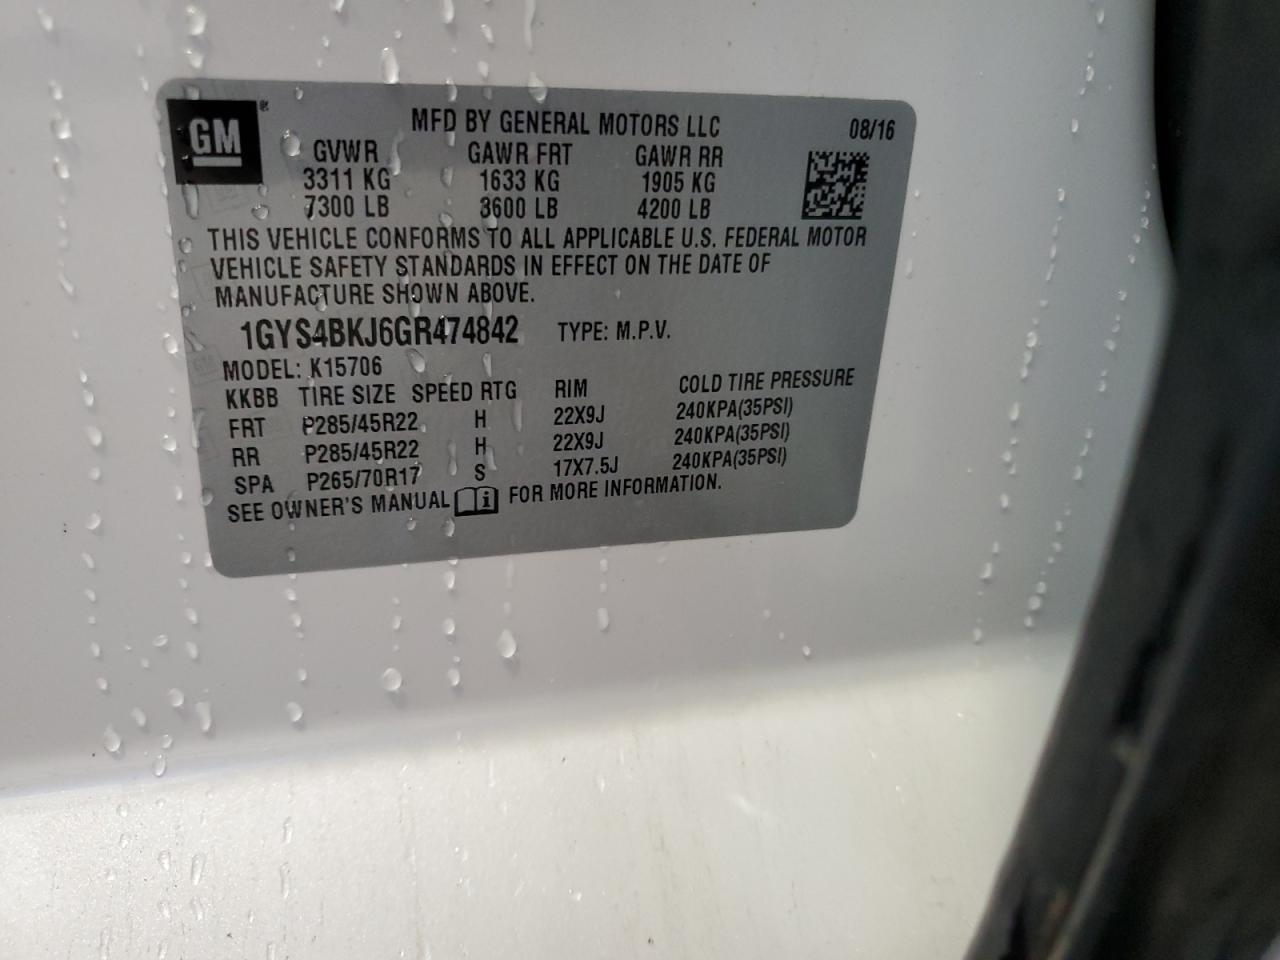 GM ®
MFD BY GENERAL MOTORS LLC 08/16
GVWR GAWR FRT GAWR RR
3311 KG 1633 KG 1905 KG
7300 LB 3600 LB 4200 LB
THIS VEHICLE CONFORMS TO ALL APPLICABLE U.S. FEDERAL MOTOR
VEHICLE SAFETY STANDARDS IN EFFECT ON THE DATE OF
MANUFACTURE SHOWN ABOVE.
1GYS4BKJ6GR474842 TYPE: M.P.V.
MODEL: K15706
KKBB TIRE SIZE SPEED RTG RIM COLD TIRE PRESSURE
FRT P285/45R22 H 22X9J 240KPA(35PSI)
RR P285/45R22 H 22X9J 240KPA(35PSI)
SPA P265/70R17 S 17X7.5J 240KPA(35PSI)
SEE OWNER'S MANUAL i FOR MORE INFORMATION.